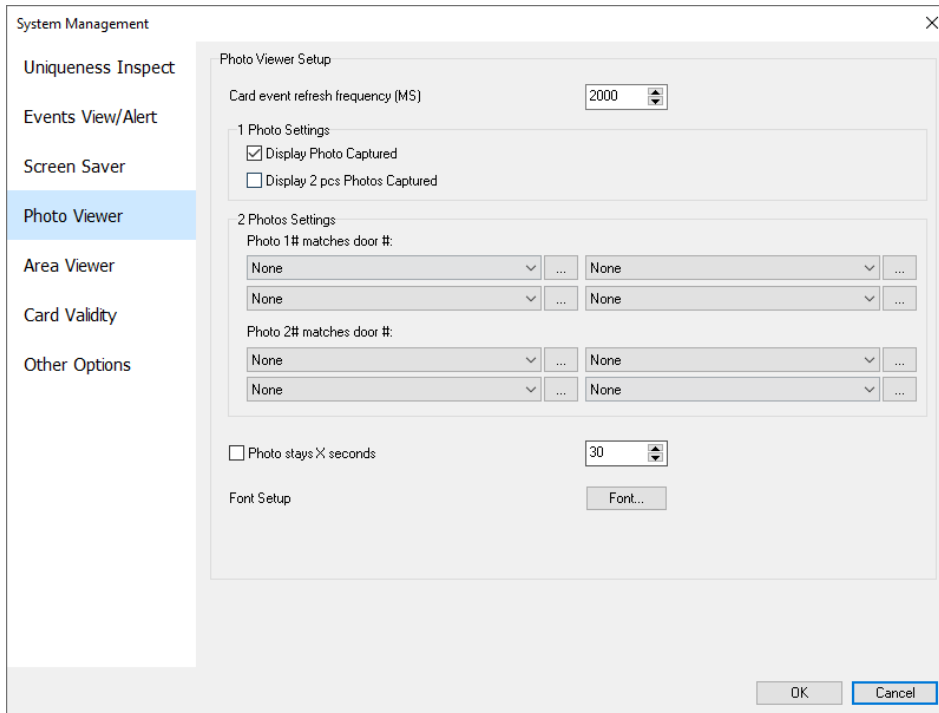 System Management
Uniqueness Inspect
Events View/Alert
Screen Saver
Photo Viewer
Area Viewer
Card Validity
Other Options
Photo Viewer Setup
Card event refresh frequency (MS) 2000
1 Photo Settings
Display Photo Captured
Display 2 pcs Photos Captured
2 Photos Settings
Photo 1# matches door #:
None ... None ...
None ... None ...
Photo 2# matches door #:
None ... None ...
None ... None ...
Photo stays X seconds 30
Font Setup Font...
OK Cancel